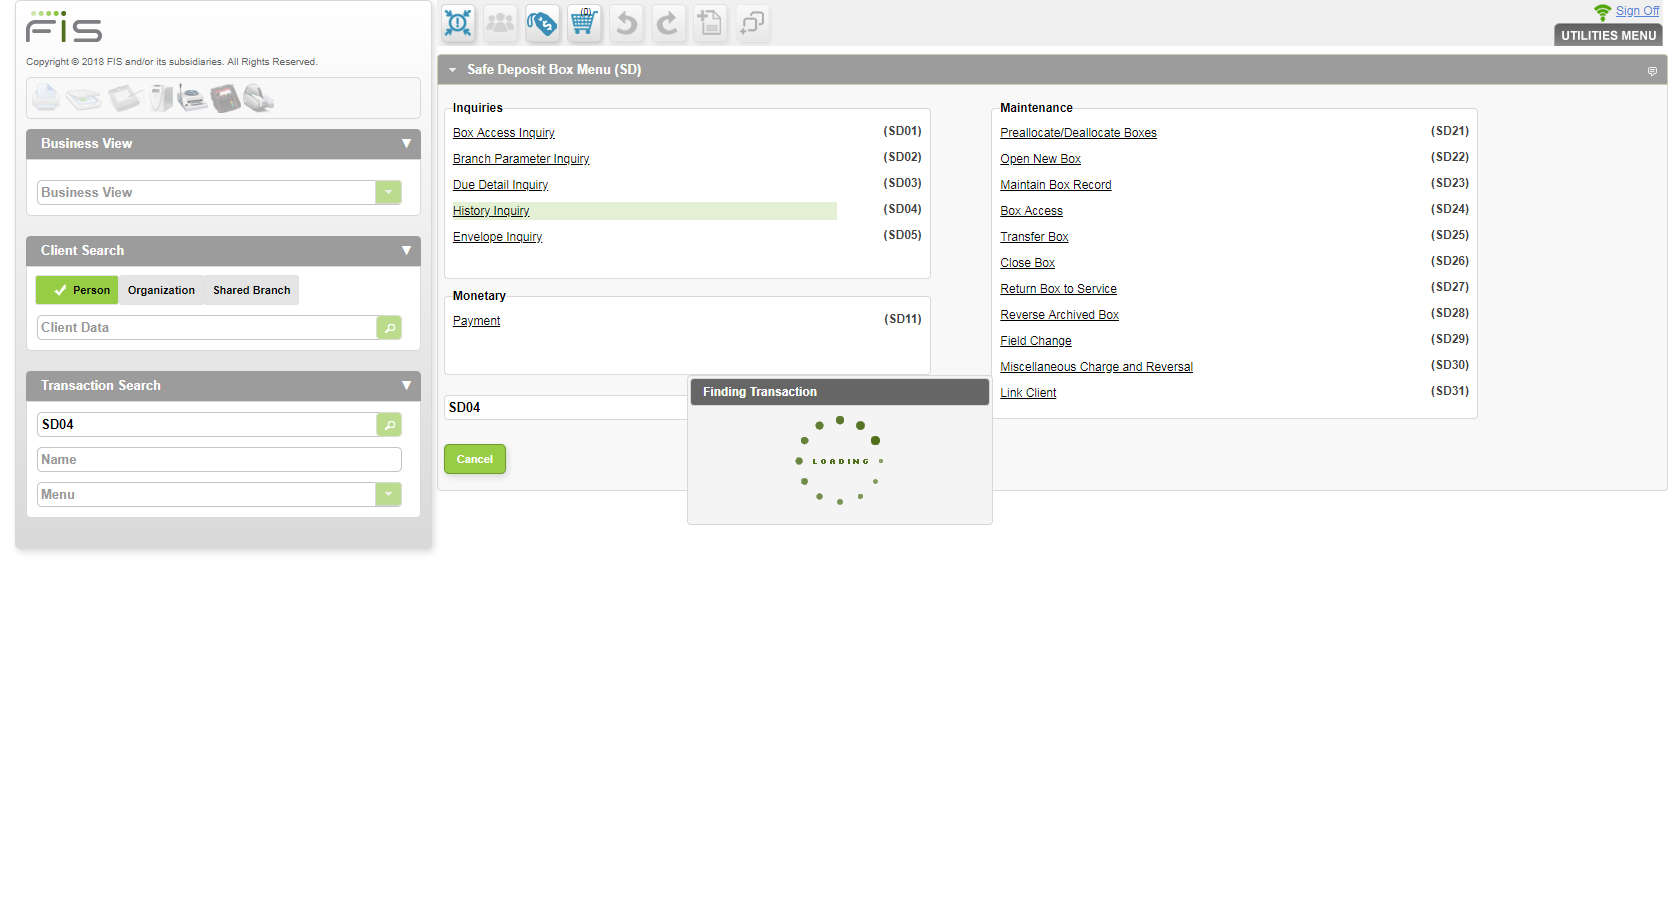 FIS
Copyright © 2018 FIS and/or its subsidiaries. All Rights Reserved.
Business View
Business View
Client Search
Person Organization Shared Branch
Client Data
Transaction Search
SD04
Name
Menu
(0)
Sign Off
UTILITIES MENU
Safe Deposit Box Menu (SD)
Inquiries
Box Access Inquiry (SD01)
Branch Parameter Inquiry (SD02)
Due Detail Inquiry (SD03)
History Inquiry (SD04)
Envelope Inquiry (SD05)
Monetary
Payment (SD11)
SD04
Cancel
Maintenance
Preallocate/Deallocate Boxes (SD21)
Open New Box (SD22)
Maintain Box Record (SD23)
Box Access (SD24)
Transfer Box (SD25)
Close Box (SD26)
Return Box to Service (SD27)
Reverse Archived Box (SD28)
Field Change (SD29)
Miscellaneous Charge and Reversal (SD30)
Link Client (SD31)
Finding Transaction
LOADING